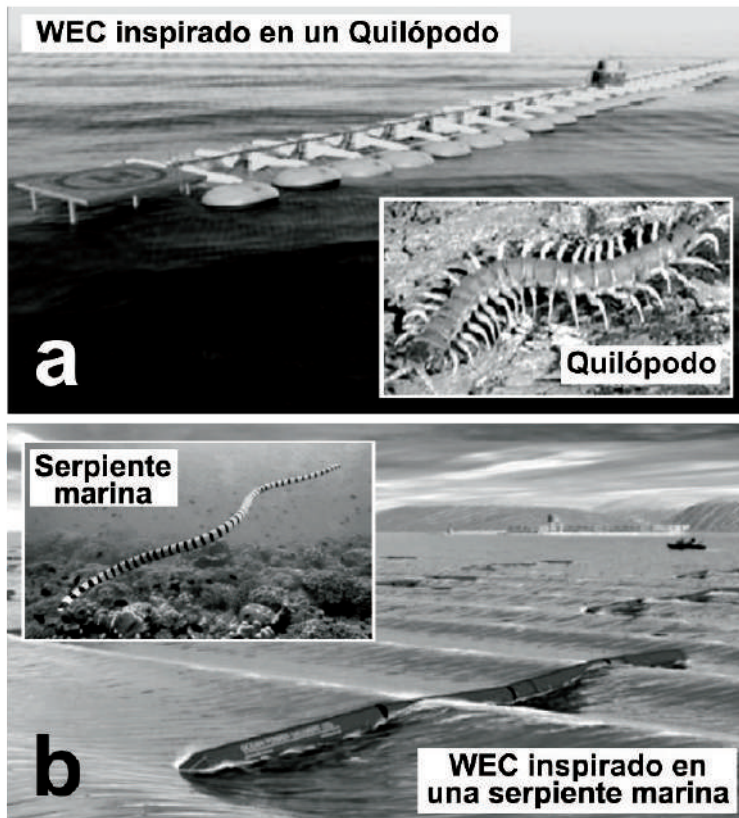 WEC inspirado en un Quilópodo
Quilópodo
a
Serpiente
marina
b
WEC inspirado en
una serpiente marina